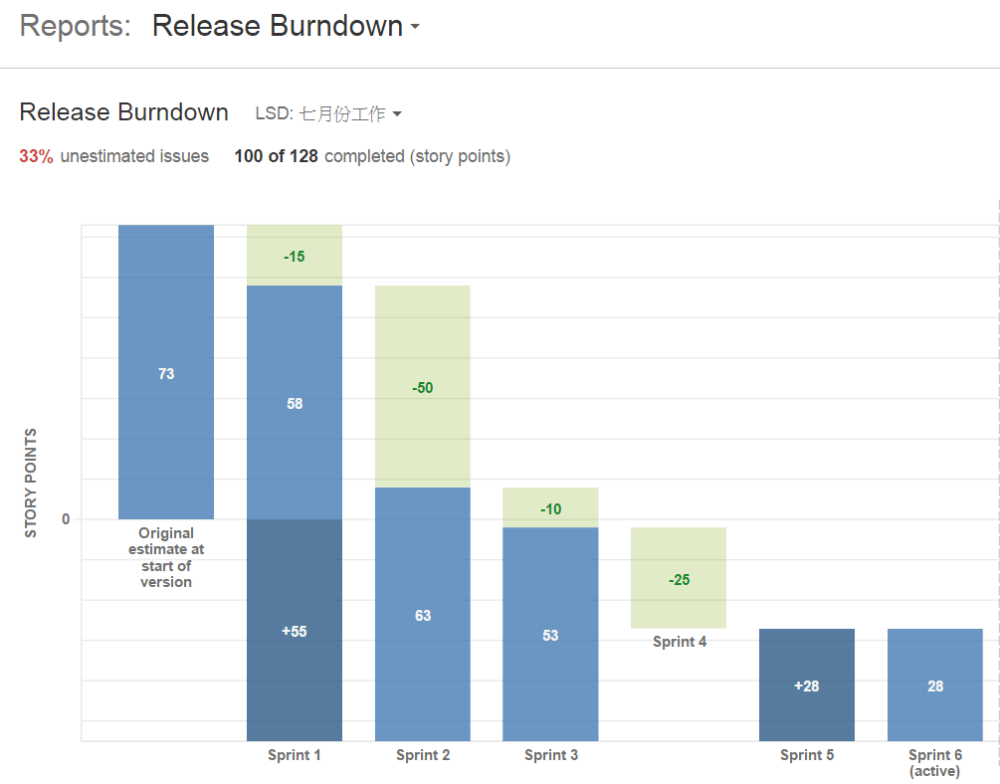 Reports: Release Burndown
Release Burndown LSD: 七月份工作
33% unestimated issues 100 of 128 completed (story points)
STORY POINTS
0
73
Original
estimate at
start of
version
-15
58
+55
Sprint 1
-50
63
Sprint 2
-10
53
Sprint 3
-25
Sprint 4
+28
Sprint 5
28
Sprint 6
(active)